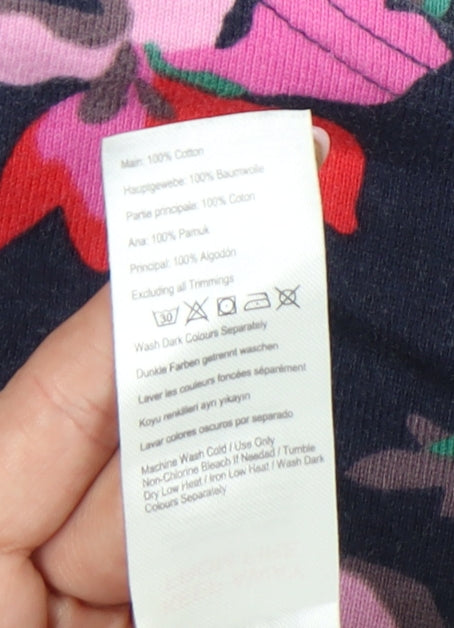 Main: 100% Cotton
Hauptgewebe: 100% Baumwolle
Partie principale: 100% Coton
Ana: 100% Pamuk
Principal: 100% Algodón
Excluding all Trimmings
30
Wash Dark Colours Separately
Dunkle Farben getrennt waschen
Laver les couleurs foncées séparément
Koyu renklileri ayrı yıkayın
Lavar colores oscuros por separado
Machine Wash Cold / Use Only
Non-Chlorine Bleach If Needed / Tumble
Dry Low Heat / Iron Low Heat / Wash Dark
Colours Separately